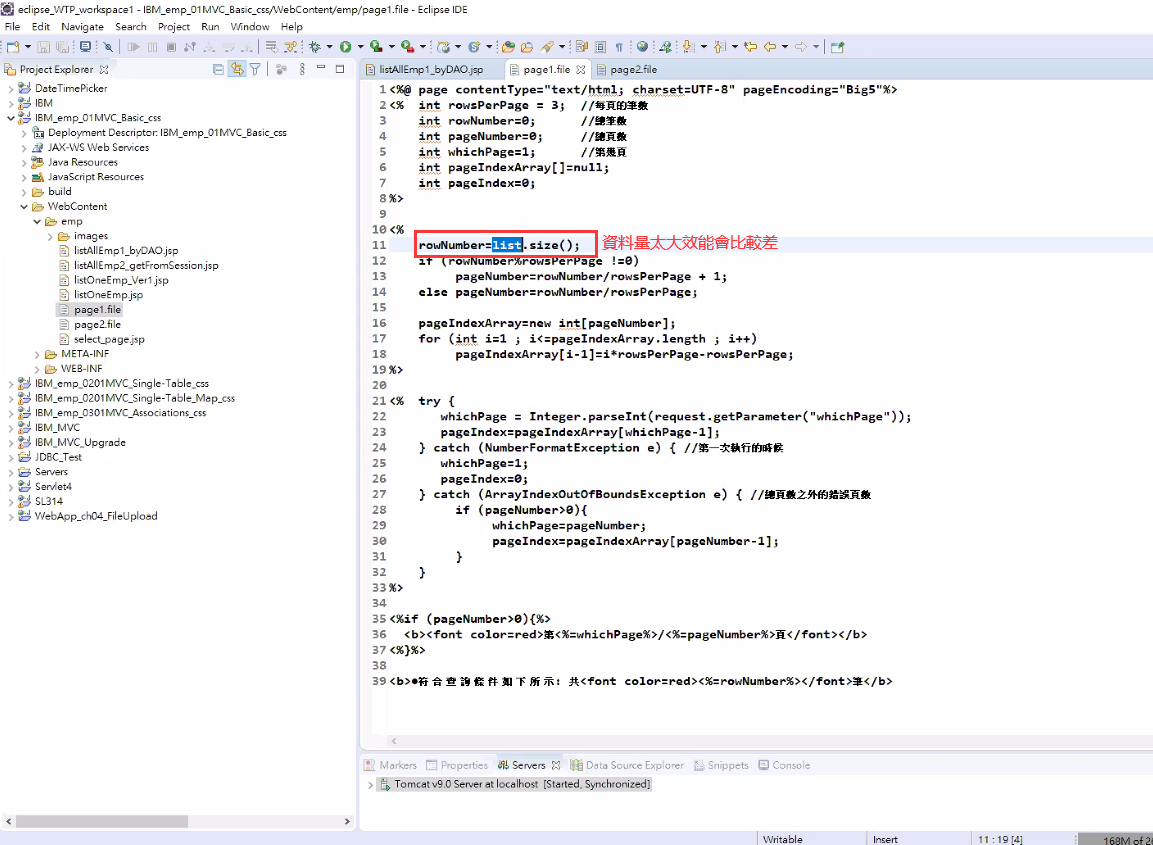 eclipse_WTP_workspace1 - IBM_emp_01MVC_Basic_css/WebContent/emp/page1.file - Eclipse IDE
File Edit Navigate Search Project Run Window Help
Project Explorer
listAllEmp1_byDAO.jsp page1.file page2.file
DateTimePicker
IBM
IBM_emp_01MVC_Basic_css
Deployment Descriptor: IBM_emp_01MVC_Basic_css
JAX-WS Web Services
Java Resources
JavaScript Resources
build
WebContent
emp
images
listAllEmp1_byDAO.jsp
listAllEmp2_getFromSession.jsp
listOneEmp_Ver1.jsp
listOneEmp.jsp
page1.file
page2.file
select_page.jsp
META-INF
WEB-INF
IBM_emp_0201MVC_Single-Table_css
IBM_emp_0201MVC_Single-Table_Map_css
IBM_emp_0301MVC_Associations_css
IBM_MVC
IBM_MVC_Upgrade
JDBC_Test
Servers
Servlet4
SL314
WebApp_ch04_FileUpload
1 <%@ page contentType="text/html; charset=UTF-8" pageEncoding="Big5"%>
2 <% int rowsPerPage = 3; //每頁的筆數
3 int rowNumber=0; //總筆數
4 int pageNumber=0; //總頁數
5 int whichPage=1; //第幾頁
6 int pageIndexArray[]=null;
7 int pageIndex=0;
8 %>
9
10 <%
11 rowNumber=list.size(); 資料量太大效能會比較差
12 if (rowNumber%rowsPerPage !=0)
13 pageNumber=rowNumber/rowsPerPage + 1;
14 else pageNumber=rowNumber/rowsPerPage;
15
16 pageIndexArray=new int[pageNumber];
17 for (int i=1 ; i<=pageIndexArray.length ; i++)
18 pageIndexArray[i-1]=i*rowsPerPage-rowsPerPage;
19 %>
20
21 <% try {
22 whichPage = Integer.parseInt(request.getParameter("whichPage"));
23 pageIndex=pageIndexArray[whichPage-1];
24 } catch (NumberFormatException e) { //第一次執行的時候
25 whichPage=1;
26 pageIndex=0;
27 } catch (ArrayIndexOutOfBoundsException e) { //總頁數之外的錯誤頁數
28 if (pageNumber>0){
29 whichPage=pageNumber;
30 pageIndex=pageIndexArray[pageNumber-1];
31 }
32 }
33 %>
34
35 <%if (pageNumber>0){%>
36 <b><font color=red>第<%=whichPage%>/<%=pageNumber%>頁</font></b>
37 <%}%>
38
39 <b>●符合查詢條件如下所示: 共<font color=red><%=rowNumber%></font>筆</b>
Markers Properties Servers Data Source Explorer Snippets Console
Tomcat v9.0 Server at localhost [Started, Synchronized]
Writable Insert 11 : 19 [4] 168M of 2